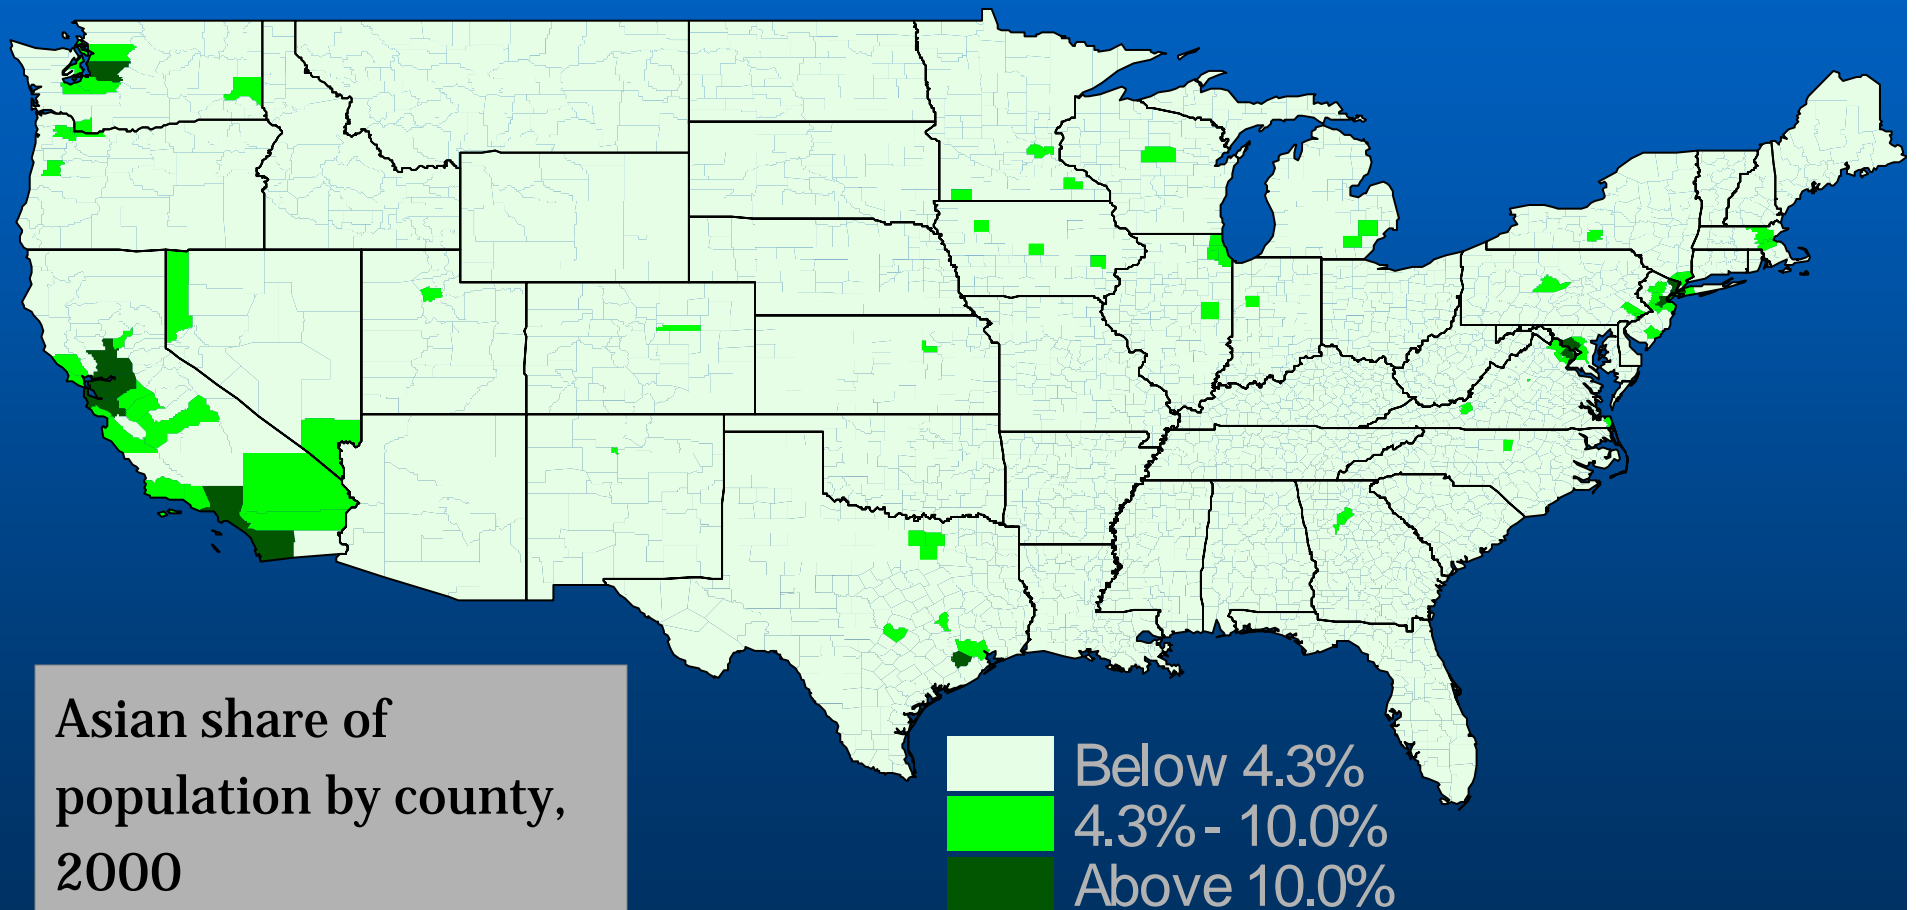 Asian share of
population by county,
2000
Below 4.3%
4.3% - 10.0%
Above 10.0%